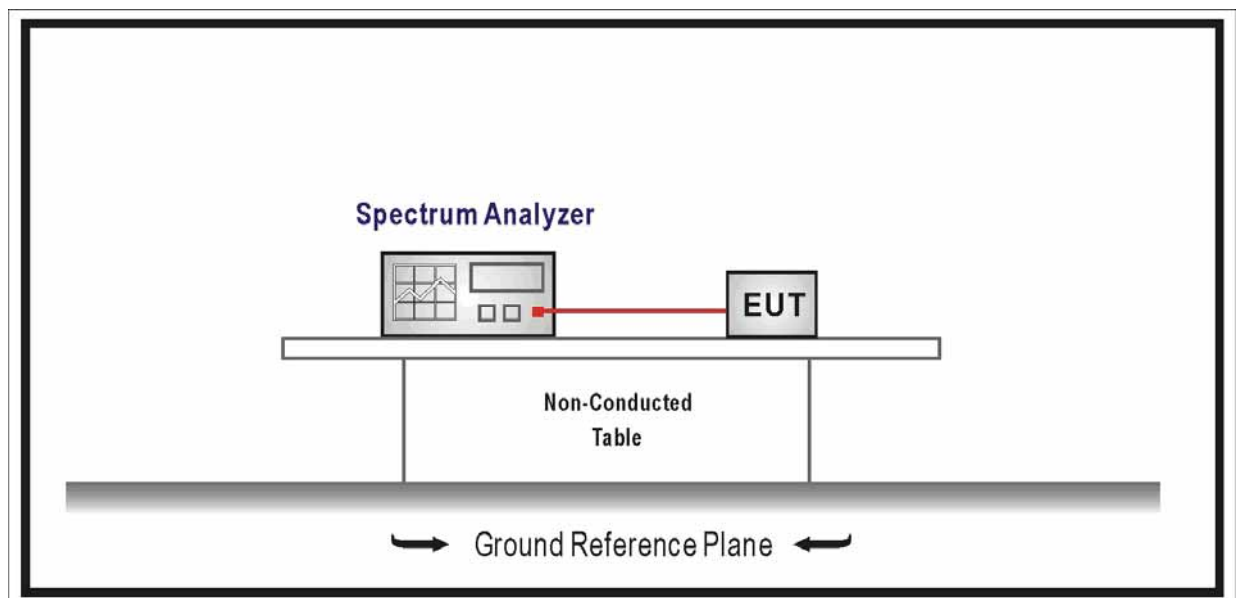 Spectrum Analyzer
EUT
Non-Conducted
Table
Ground Reference Plane